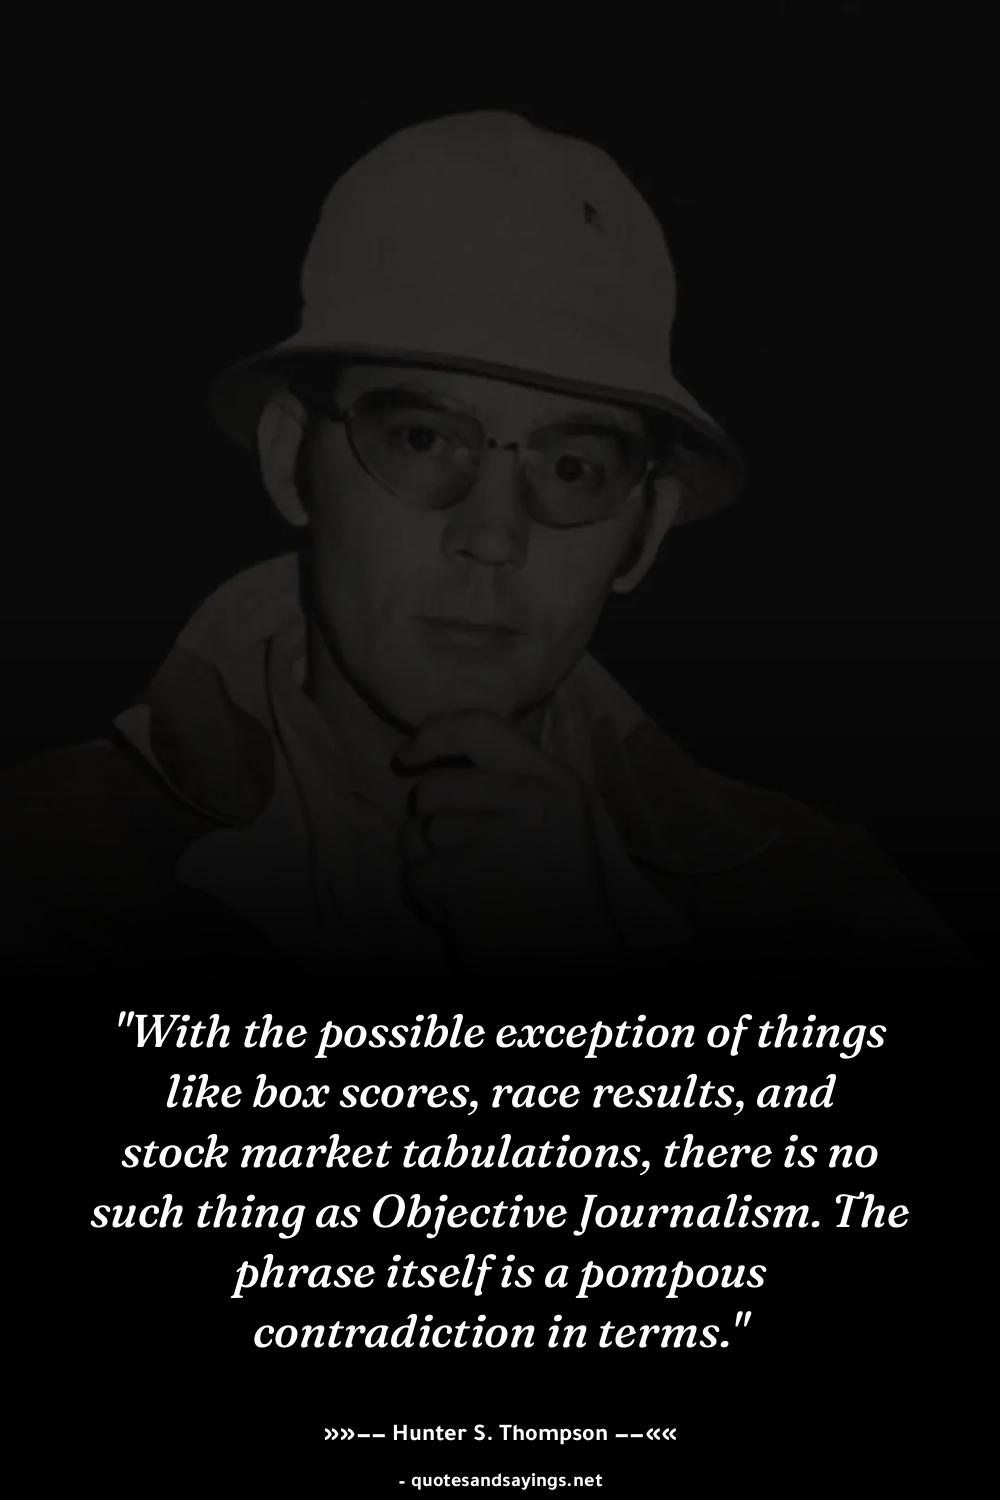 "With the possible exception of things
like box scores, race results, and
stock market tabulations, there is no
such thing as Objective Journalism. The
phrase itself is a pompous
contradiction in terms."
»»–– Hunter S. Thompson ––««
- quotesandsayings.net